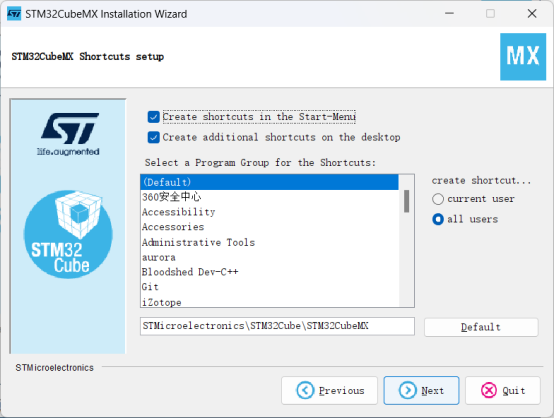 STM32CubeMX Installation Wizard
STM32CubeMX Shortcuts setup
MX
ST
life.augmented
STM32
Cube
Create shortcuts in the Start-Menu
Create additional shortcuts on the desktop
Select a Program Group for the Shortcuts:
(Default)
360安全中心
Accessibility
Accessories
Administrative Tools
aurora
Bloodshed Dev-C++
Git
iZotope
create shortcut...
current user
all users
STMicroelectronics\STM32Cube\STM32CubeMX
Default
STMicroelectronics
Previous
Next
Quit